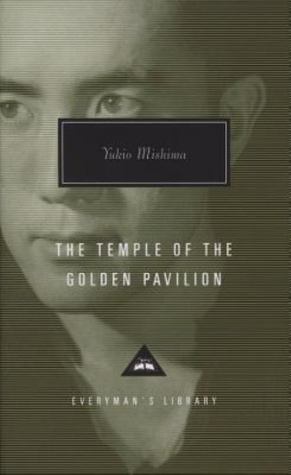 Yukio Mishima
THE TEMPLE OF THE
GOLDEN PAVILION
EVERYMAN'S LIBRARY